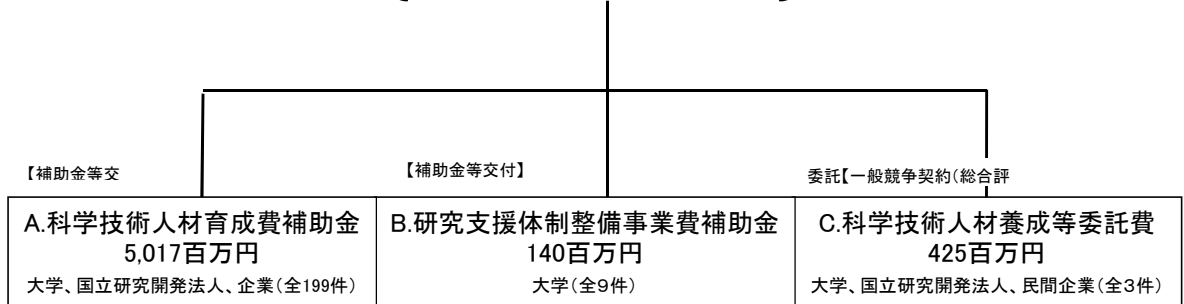 【補助金等交
【補助金等交付】
委託【一般競争契約(総合評
A.科学技術人材育成費補助金
5,017百万円
大学、国立研究開発法人、企業(全199件)
B.研究支援体制整備事業費補助金
140百万円
大学(全9件)
C.科学技術人材養成等委託費
425百万円
大学、国立研究開発法人、民間企業(全3件)